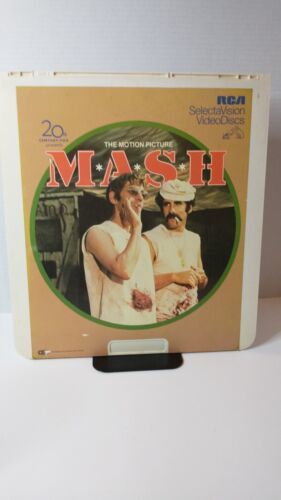 RCA
SelectaVision
VideoDiscs
20th
CENTURY-FOX
presents
THE MOTION PICTURE
M*A*S*H